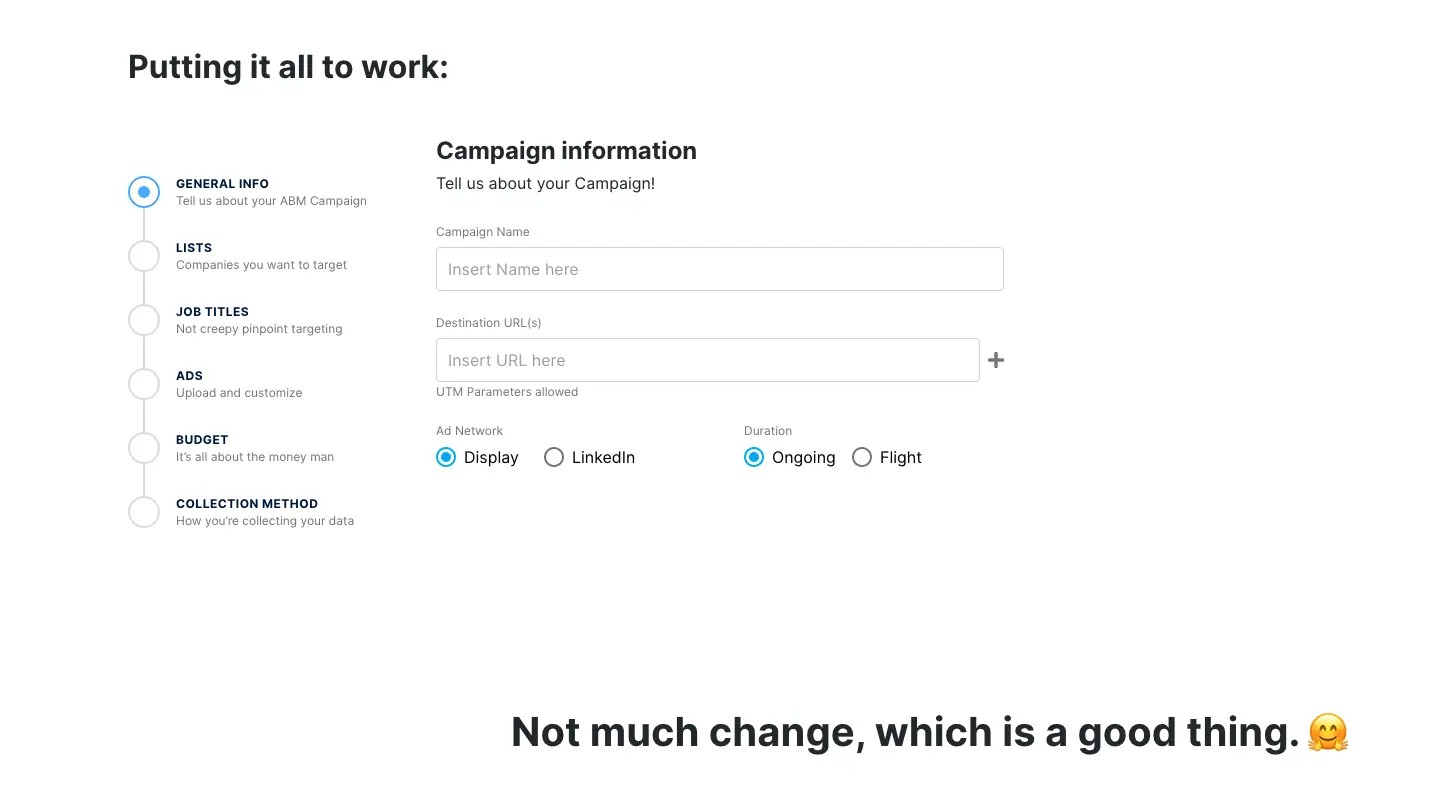 Putting it all to work:
GENERAL INFO
Tell us about your ABM Campaign
LISTS
Companies you want to target
JOB TITLES
Not creepy pinpoint targeting
ADS
Upload and customize
BUDGET
It’s all about the money man
COLLECTION METHOD
How you’re collecting your data
Campaign information
Tell us about your Campaign!
Campaign Name
Insert Name here
Destination URL(s)
Insert URL here
UTM Parameters allowed
Ad Network
Display LinkedIn
Duration
Ongoing Flight
Not much change, which is a good thing. 🤗